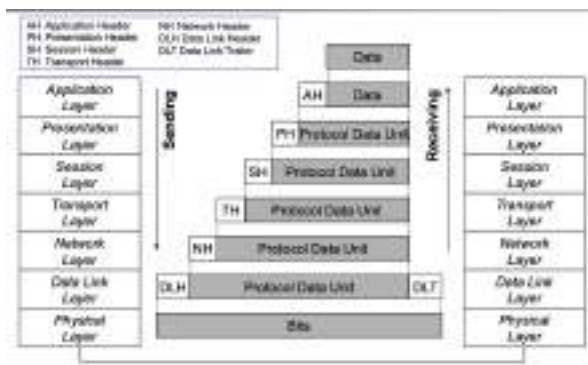 AH Application Header
NH Network Header
PH Presentation Header
DLH Data Link Header
SH Session Header
DLT Data Link Trailer
TH Transport Header
Data
Application
Layer
Sending
AH
Data
Receiving
Application
Layer
Presentation
Layer
PH
Protocol Data Unit
Presentation
Layer
Session
Layer
SH
Protocol Data Unit
Session
Layer
Transport
Layer
TH
Protocol Data Unit
Transport
Layer
Network
Layer
NH
Protocol Data Unit
Network
Layer
Data Link
Layer
DLH
Protocol Data Unit
DLT
Data Link
Layer
Physical
Layer
Bits
Physical
Layer